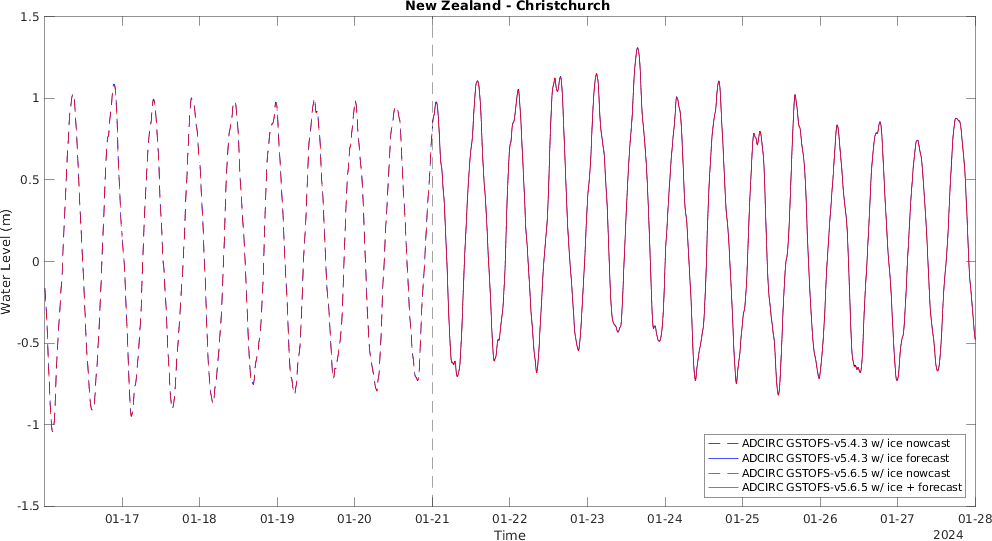 New Zealand - Christchurch
1.5
1
0.5
0
-0.5
-1
-1.5
Water Level (m)
ADCIRC GSTOFS-v5.4.3 w/ ice nowcast
ADCIRC GSTOFS-v5.4.3 w/ ice forecast
ADCIRC GSTOFS-v5.6.5 w/ ice nowcast
ADCIRC GSTOFS-v5.6.5 w/ ice + forecast
01-17 01-18 01-19 01-20 01-21 01-22 01-23 01-24 01-25 01-26 01-27 01-28
Time
2024